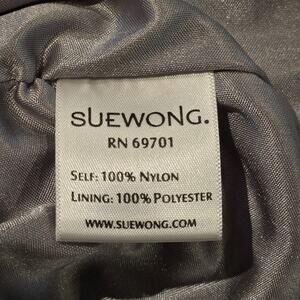 SUEWONG.
RN 69701
SELF: 100% NYLON
LINING: 100% POLYESTER
WWW.SUEWONG.COM